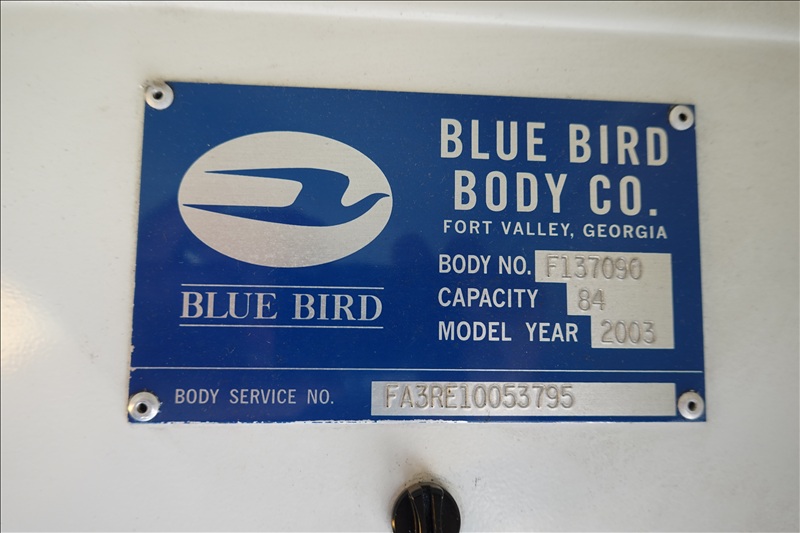 BLUE BIRD
BODY CO.
FORT VALLEY, GEORGIA
BODY NO. F137090
CAPACITY 84
MODEL YEAR 2003
BLUE BIRD
BODY SERVICE NO. FA3RE10053795